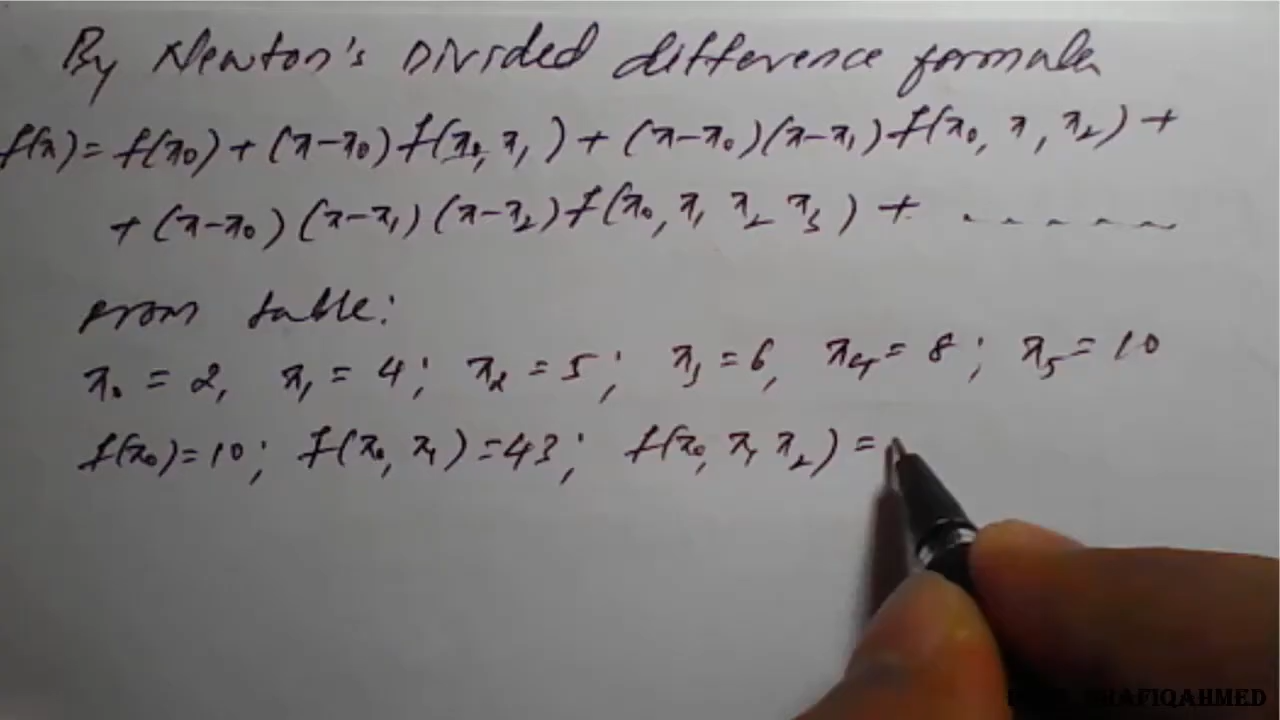 By Newton's Divided difference formula
f(x) = f(x₀) + (x-x₀) f(x₀, x₁) + (x-x₀)(x-x₁) f(x₀, x, x₂) +
+ (x-x₀) (x-x₁) (x-x₂) f(x₀, x₁ x₂ x₃) + - - - - - -
From table:
x₀ = 2, x₁ = 4; x₂ = 5; x₃ = 6, x₄ = 8; x₅ = 10
f(x₀) = 10; f(x₀, x₁) = 43; f(x₀, x₁ x₂) =
SHAFIQAHMED